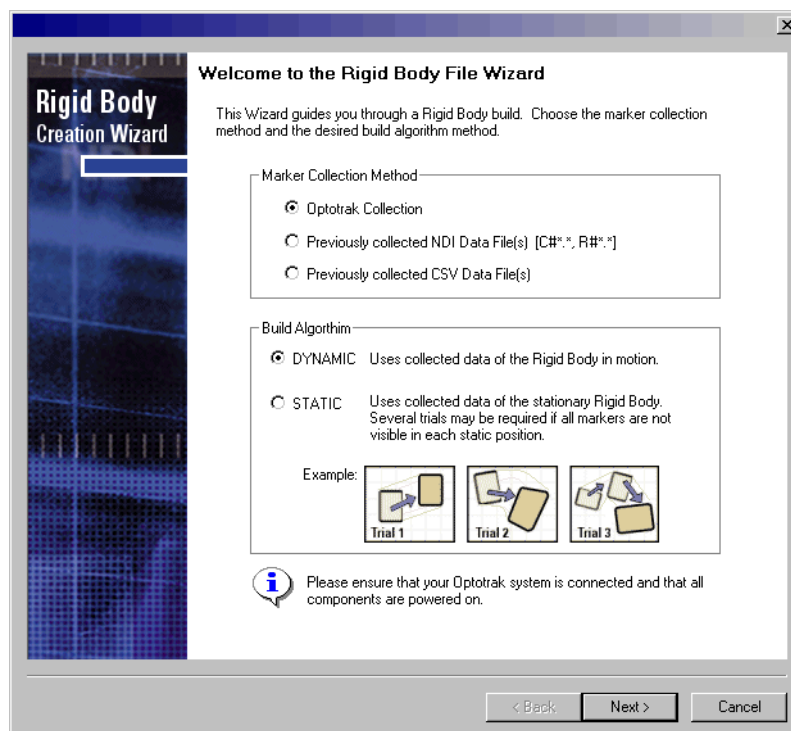 Rigid Body
Creation Wizard
Welcome to the Rigid Body File Wizard
This Wizard guides you through a Rigid Body build. Choose the marker collection
method and the desired build algorithm method.
Marker Collection Method
Optotrak Collection
Previously collected NDI Data File(s) [C#*.*, R#*.*]
Previously collected CSV Data File(s)
Build Algorthim
DYNAMIC Uses collected data of the Rigid Body in motion.
STATIC Uses collected data of the stationary Rigid Body.
Several trials may be required if all markers are not
visible in each static position.
Example:
Trial 1 Trial 2 Trial 3
Please ensure that your Optotrak system is connected and that all
components are powered on.
< Back Next > Cancel